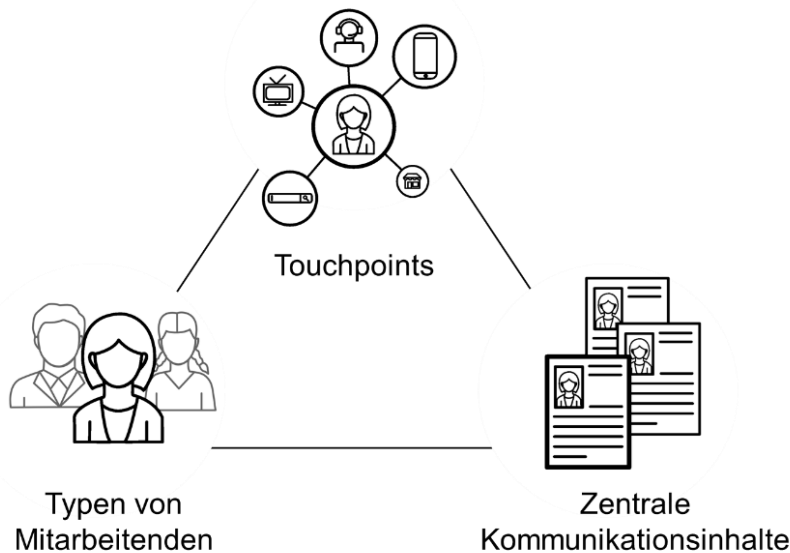 Touchpoints
Typen von
Mitarbeitenden
Zentrale
Kommunikationsinhalte